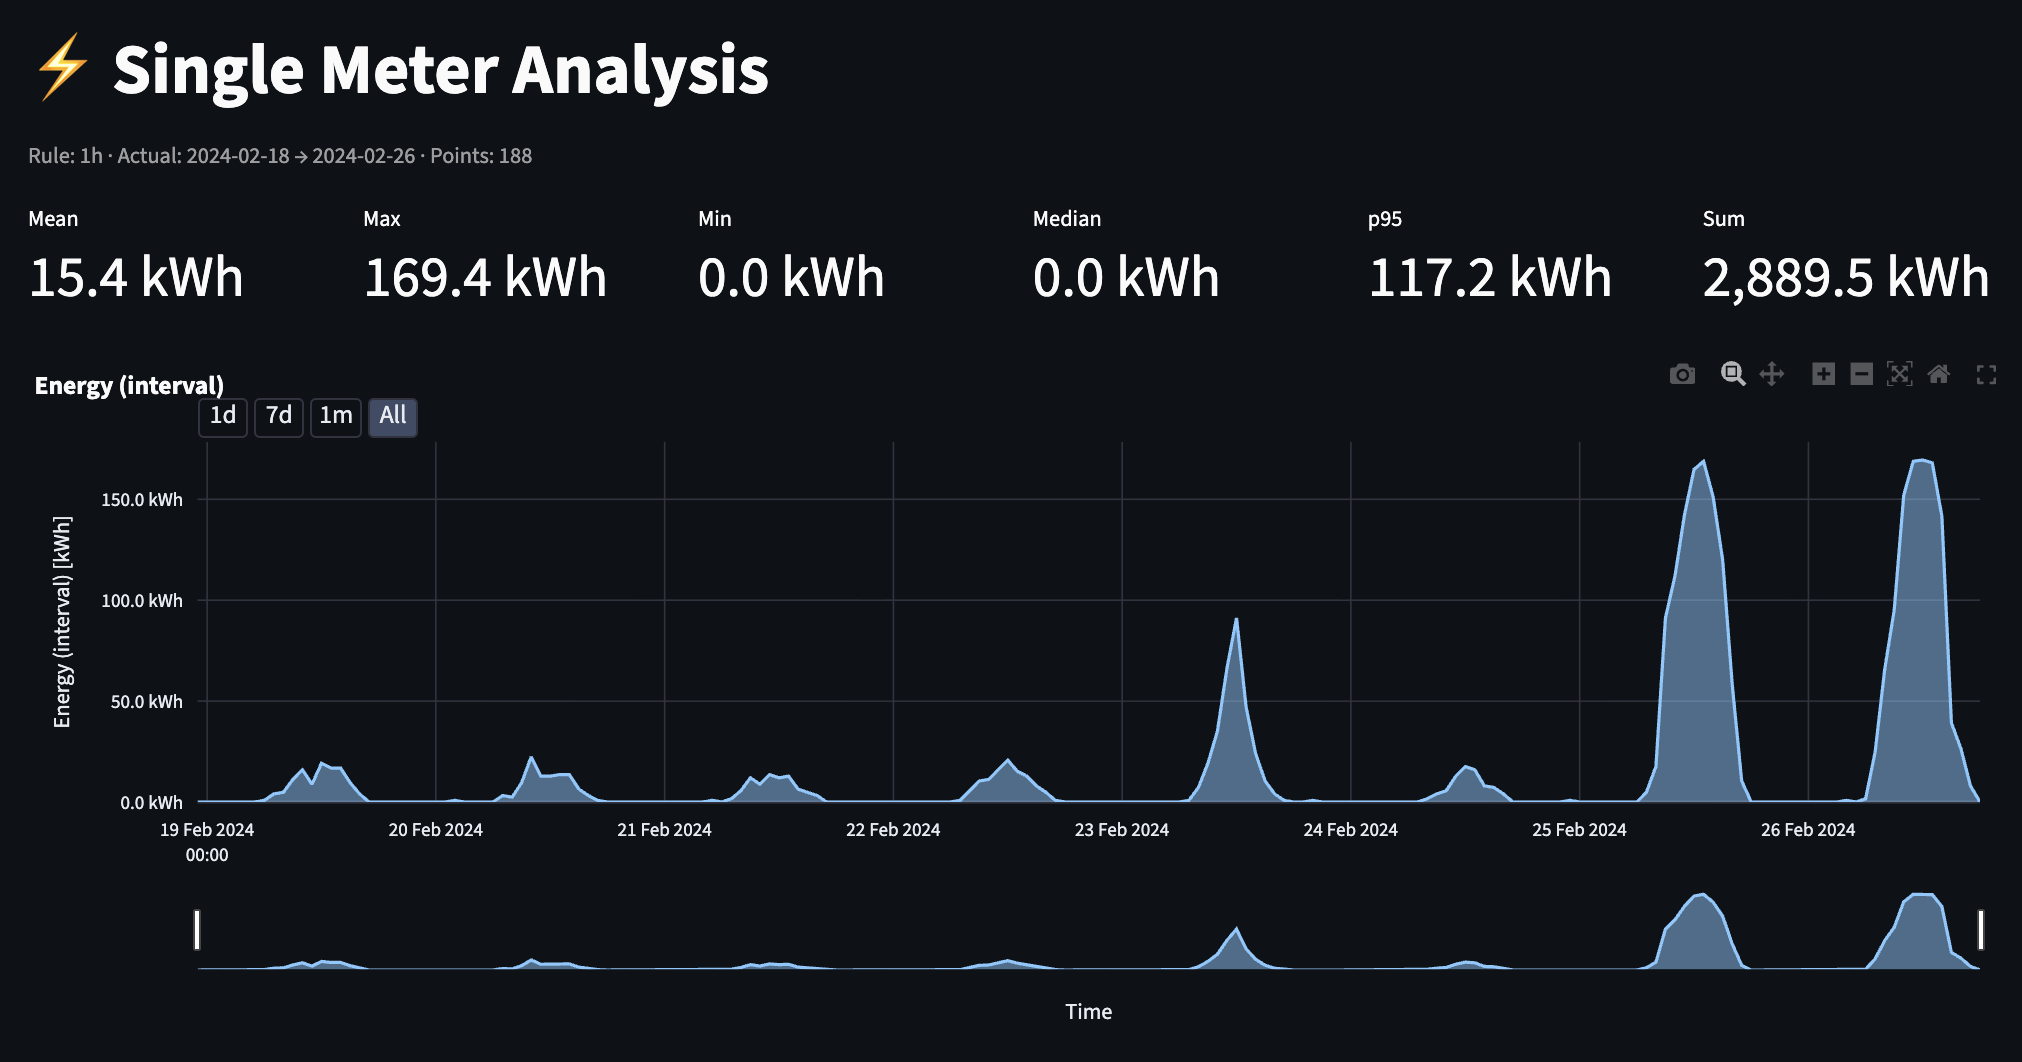 ⚡ Single Meter Analysis
Rule: 1h · Actual: 2024-02-18 → 2024-02-26 · Points: 188
Mean Max Min Median p95 Sum
15.4 kWh 169.4 kWh 0.0 kWh 0.0 kWh 117.2 kWh 2,889.5 kWh
Energy (interval)
1d 7d 1m All
Energy (interval) [kWh]
150.0 kWh
100.0 kWh
50.0 kWh
0.0 kWh
19 Feb 2024 20 Feb 2024 21 Feb 2024 22 Feb 2024 23 Feb 2024 24 Feb 2024 25 Feb 2024 26 Feb 2024
00:00
Time